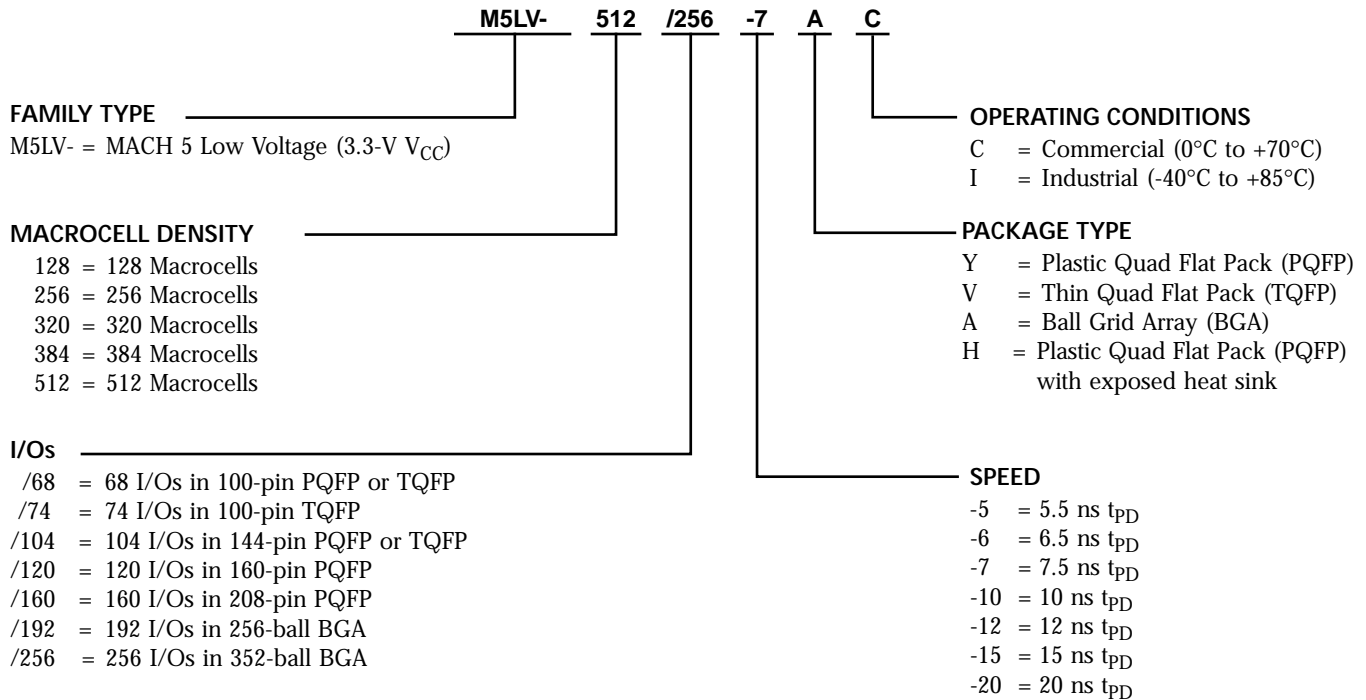 M5LV- 512 /256 -7 A C
FAMILY TYPE
M5LV- = MACH 5 Low Voltage (3.3-V VCC)
MACROCELL DENSITY
128 = 128 Macrocells
256 = 256 Macrocells
320 = 320 Macrocells
384 = 384 Macrocells
512 = 512 Macrocells
I/Os
/68 = 68 I/Os in 100-pin PQFP or TQFP
/74 = 74 I/Os in 100-pin TQFP
/104 = 104 I/Os in 144-pin PQFP or TQFP
/120 = 120 I/Os in 160-pin PQFP
/160 = 160 I/Os in 208-pin PQFP
/192 = 192 I/Os in 256-ball BGA
/256 = 256 I/Os in 352-ball BGA
OPERATING CONDITIONS
C = Commercial (0°C to +70°C)
I = Industrial (-40°C to +85°C)
PACKAGE TYPE
Y = Plastic Quad Flat Pack (PQFP)
V = Thin Quad Flat Pack (TQFP)
A = Ball Grid Array (BGA)
H = Plastic Quad Flat Pack (PQFP)
with exposed heat sink
SPEED
-5 = 5.5 ns tPD
-6 = 6.5 ns tPD
-7 = 7.5 ns tPD
-10 = 10 ns tPD
-12 = 12 ns tPD
-15 = 15 ns tPD
-20 = 20 ns tPD